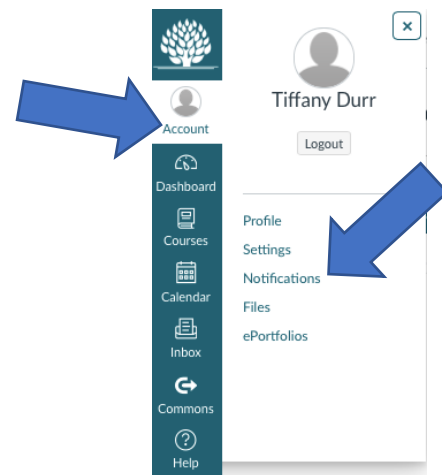 Account
Dashboard
Courses
Calendar
Inbox
Commons
Help
×
Tiffany Durr
Logout
Profile
Settings
Notifications
Files
ePortfolios